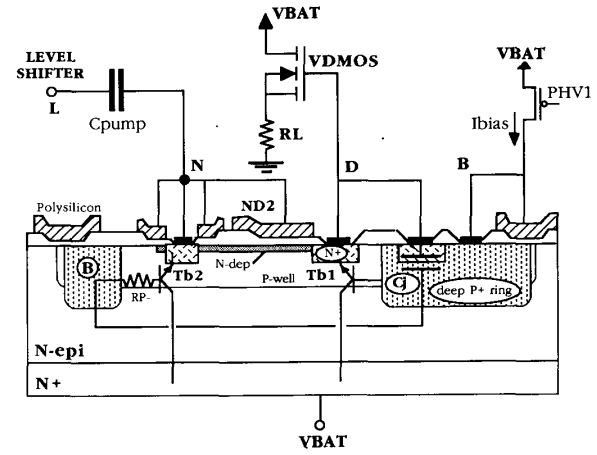 VBAT
LEVEL
SHIFTER
L
Cpump
VDMOS
RL
VBAT
PHV1
Ibias
N
D
B
Polysilicon
ND2
N+
B
Tb2
N-dep
P-well
Tb1
Cj
deep P+ ring
RP-
N-epi
N+
VBAT